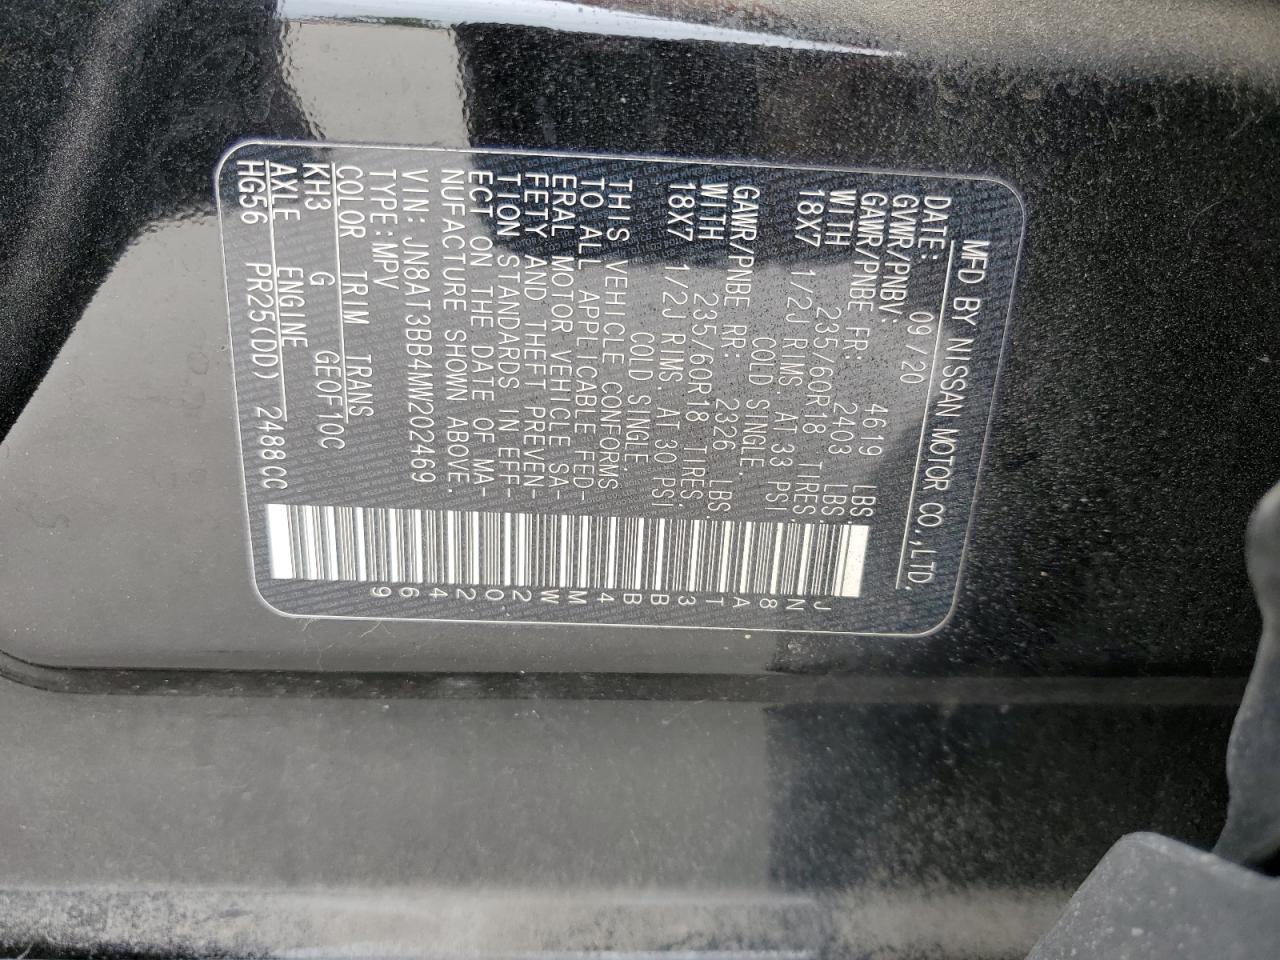 MFD BY NISSAN MOTOR CO.,LTD.
DATE: 09/20
GVWR/PNBV: 4619 LBS.
GAWR/PNBE FR: 2403 LBS.
WITH 235/60R18 TIRES,
18X7 1/2J RIMS. AT 33 PSI
COLD SINGLE.
GAWR/PNBE RR: 2326 LBS.
WITH 235/60R18 TIRES,
18X7 1/2J RIMS. AT 30 PSI
COLD SINGLE
THIS VEHICLE CONFORMS
TO ALL APPLICABLE FED-
ERAL MOTOR VEHICLE SA-
FETY AND THEFT PREVEN-
TION STANDARDS IN EFF-
ECT ON THE DATE OF MA-
NUFACTURE SHOWN ABOVE.
VIN: JN8AT3BB4MW202469
TYPE:MPV
COLOR TRIM TRANS
KH3 G GEOF10C
AXLE ENGINE
HG56 PR25(DD) 2488CC
JN8AT3BB4MW202469